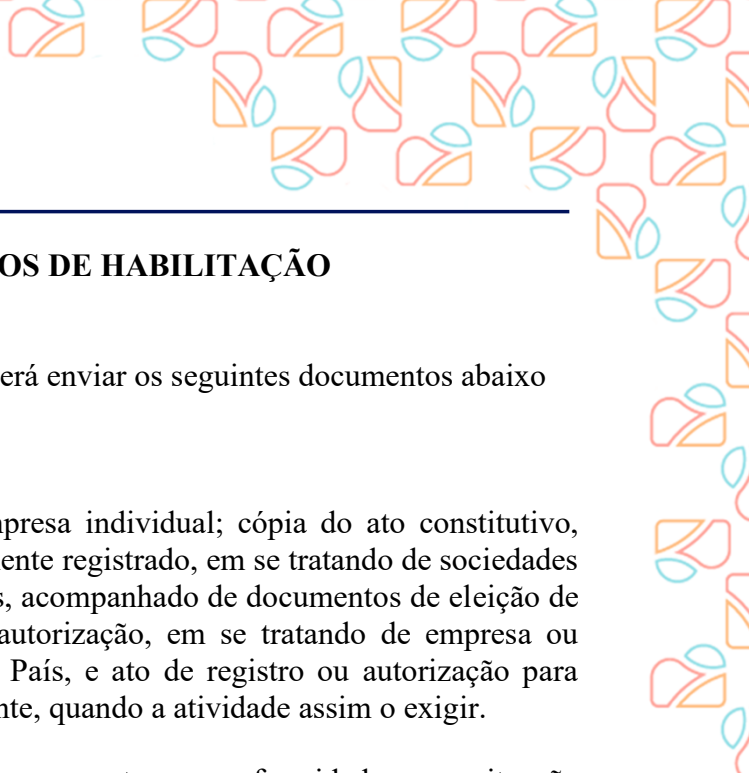 OS DE HABILITAÇÃO
erá enviar os seguintes documentos abaixo
presa individual; cópia do ato constitutivo,
ente registrado, em se tratando de sociedades
s, acompanhado de documentos de eleição de
autorização, em se tratando de empresa ou
País, e ato de registro ou autorização para
nte, quando a atividade assim o exigir.